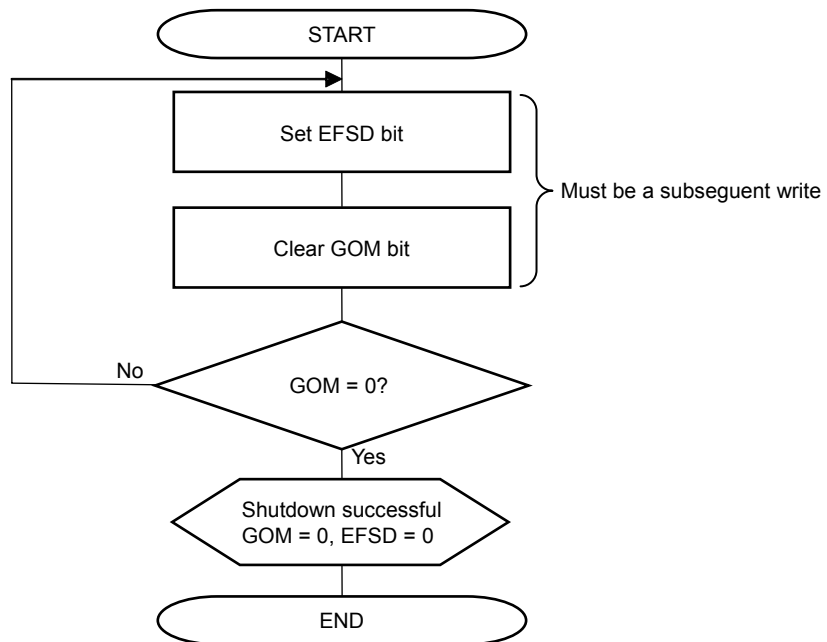 START
Set EFSD bit
Must be a subseguent write
Clear GOM bit
No
GOM = 0?
Yes
Shutdown successful
GOM = 0, EFSD = 0
END